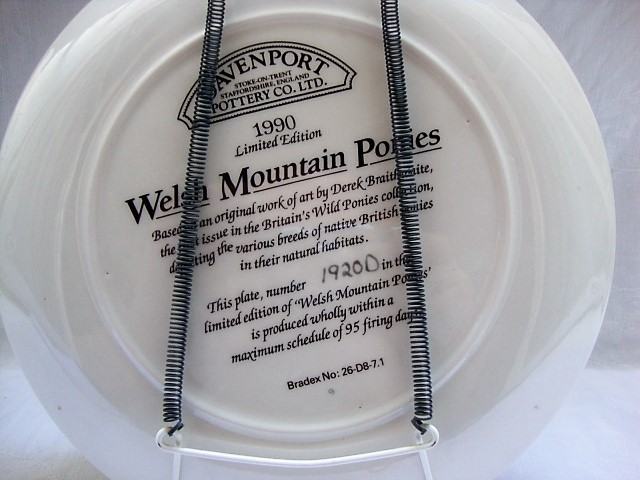 DAVENPORT
STOKE-ON-TRENT
STAFFORDSHIRE, ENGLAND
POTTERY CO. LTD.
1990
Limited Edition
Welsh Mountain Ponies
Based on an original work of art by Derek Braithwaite,
the issue in the Britain's Wild Ponies collection,
depicting the various breeds of native British ponies
in their natural habitats.
This plate, number 1920D in the
limited edition of 'Welsh Mountain Ponies'
is produced wholly within a
maximum schedule of 95 firing days.
Bradex No: 26-D8-7.1